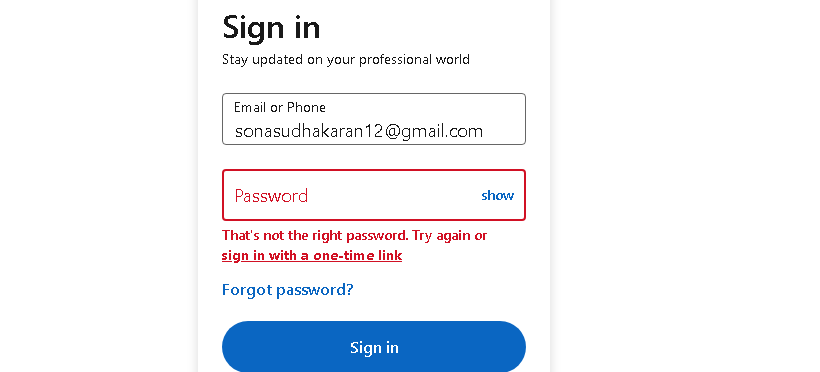 Sign in
Stay updated on your professional world
Email or Phone
sonasudhakaran12@gmail.com
Password
show
That's not the right password. Try again or
sign in with a one-time link
Forgot password?
Sign in